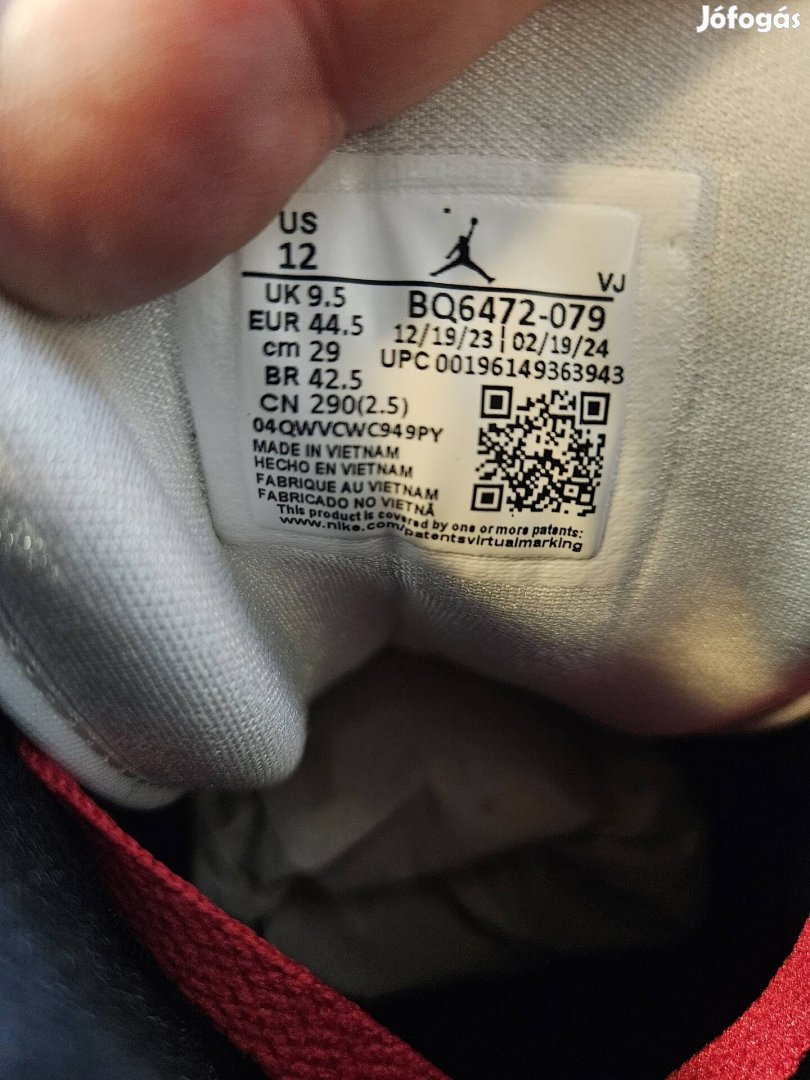 Jófogás
US
12
VJ
UK 9.5
BQ6472-079
EUR 44.5
12/19/23 | 02/19/24
cm 29
UPC 00196149363943
BR 42.5
CN 290(2.5)
04QWVCWC949PY
MADE IN VIETNAM
HECHO EN VIETNAM
FABRIQUE AU VIETNAM
FABRICADO NO VIETNÃ
This product is covered by one or more patents:
www.nike.com/patentsvirtualmarking